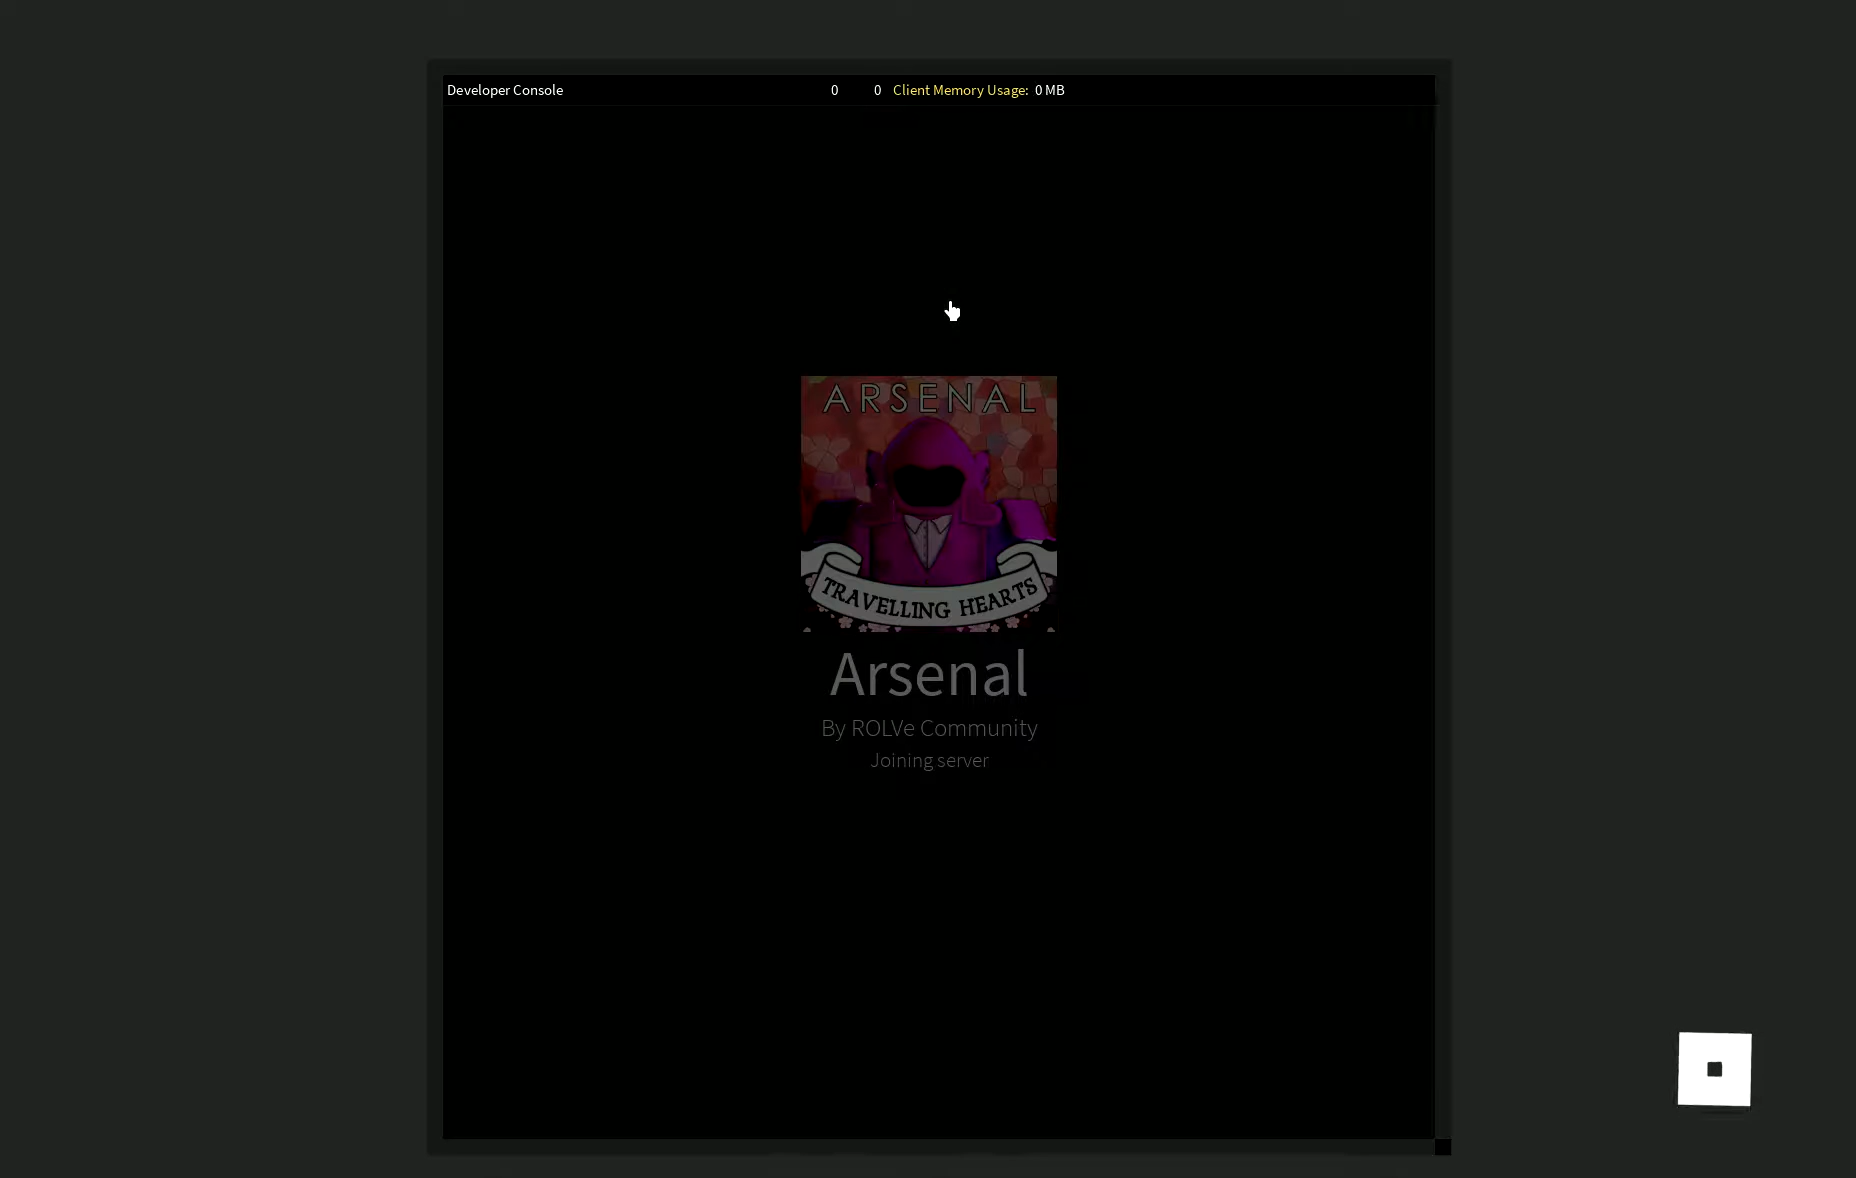 Developer Console 0 0 Client Memory Usage: 0 MB
ARSENAL
TRAVELLING HEARTS
Arsenal
By ROLVe Community
Joining server